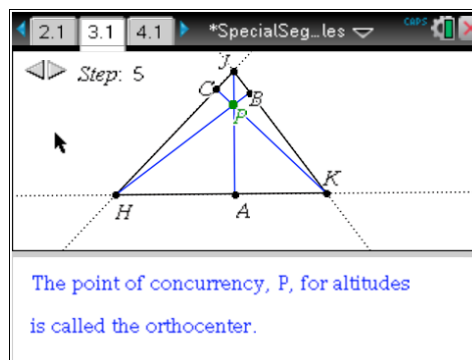 2.1 3.1 4.1 *SpecialSeg…les CAPS
Step: 5
J
C
B
P
K
H
A
The point of concurrency, P, for altitudes
is called the orthocenter.